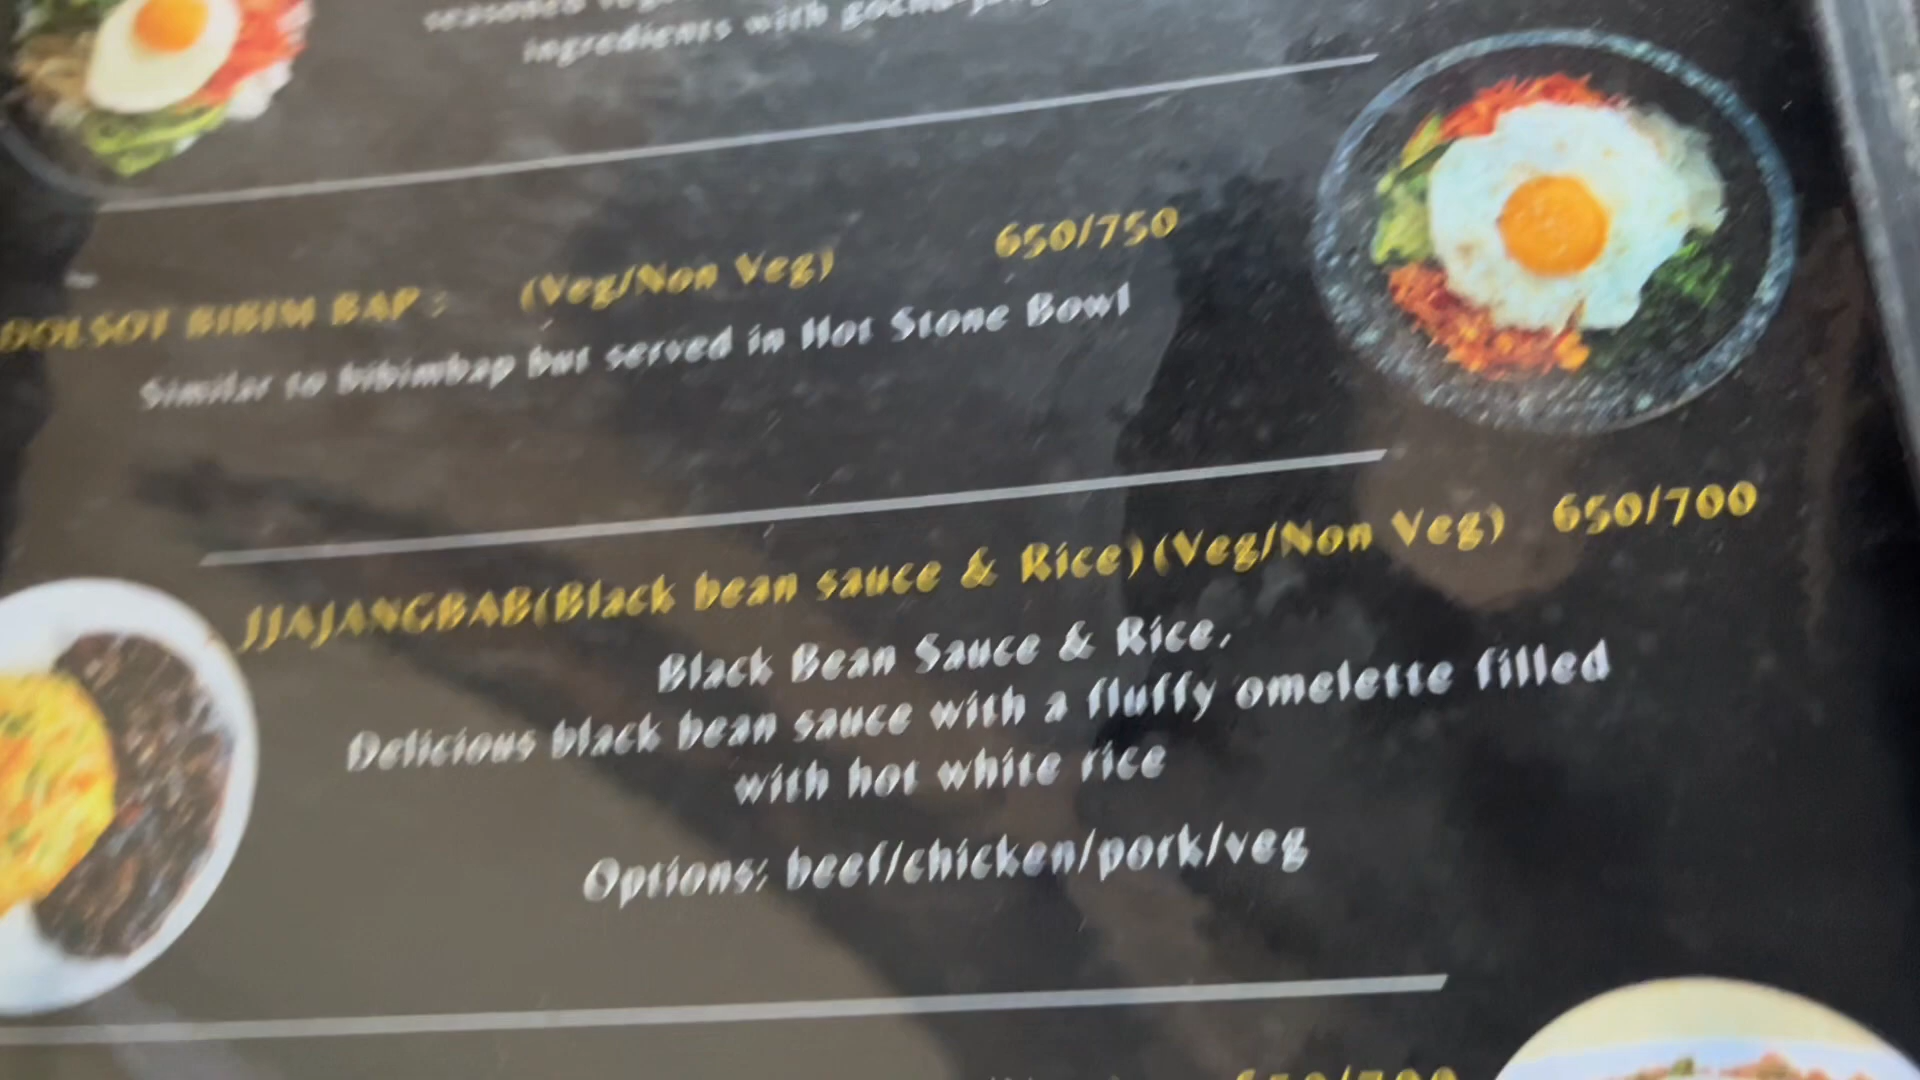 ingredients with
DOLSOT BIBIM BAP : (Veg/Non Veg) 650/750
Similar to bibimbap but served in Hot Stone Bowl
JJAJANGBAB(Black bean sauce & Rice)(Veg/Non Veg) 650/700
Black Bean Sauce & Rice,
Delicious black bean sauce with a fluffy omelette filled
with hot white rice
Options: beef/chicken/pork/veg